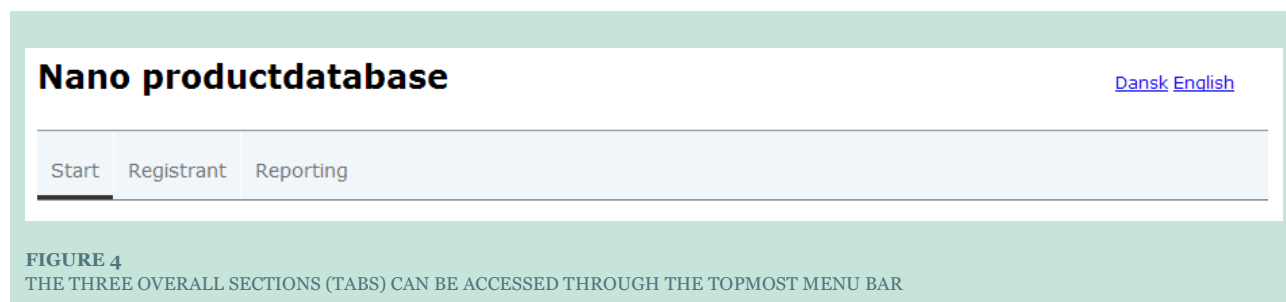 Nano productdatabase
Dansk English
Start Registrant Reporting
FIGURE 4
THE THREE OVERALL SECTIONS (TABS) CAN BE ACCESSED THROUGH THE TOPMOST MENU BAR